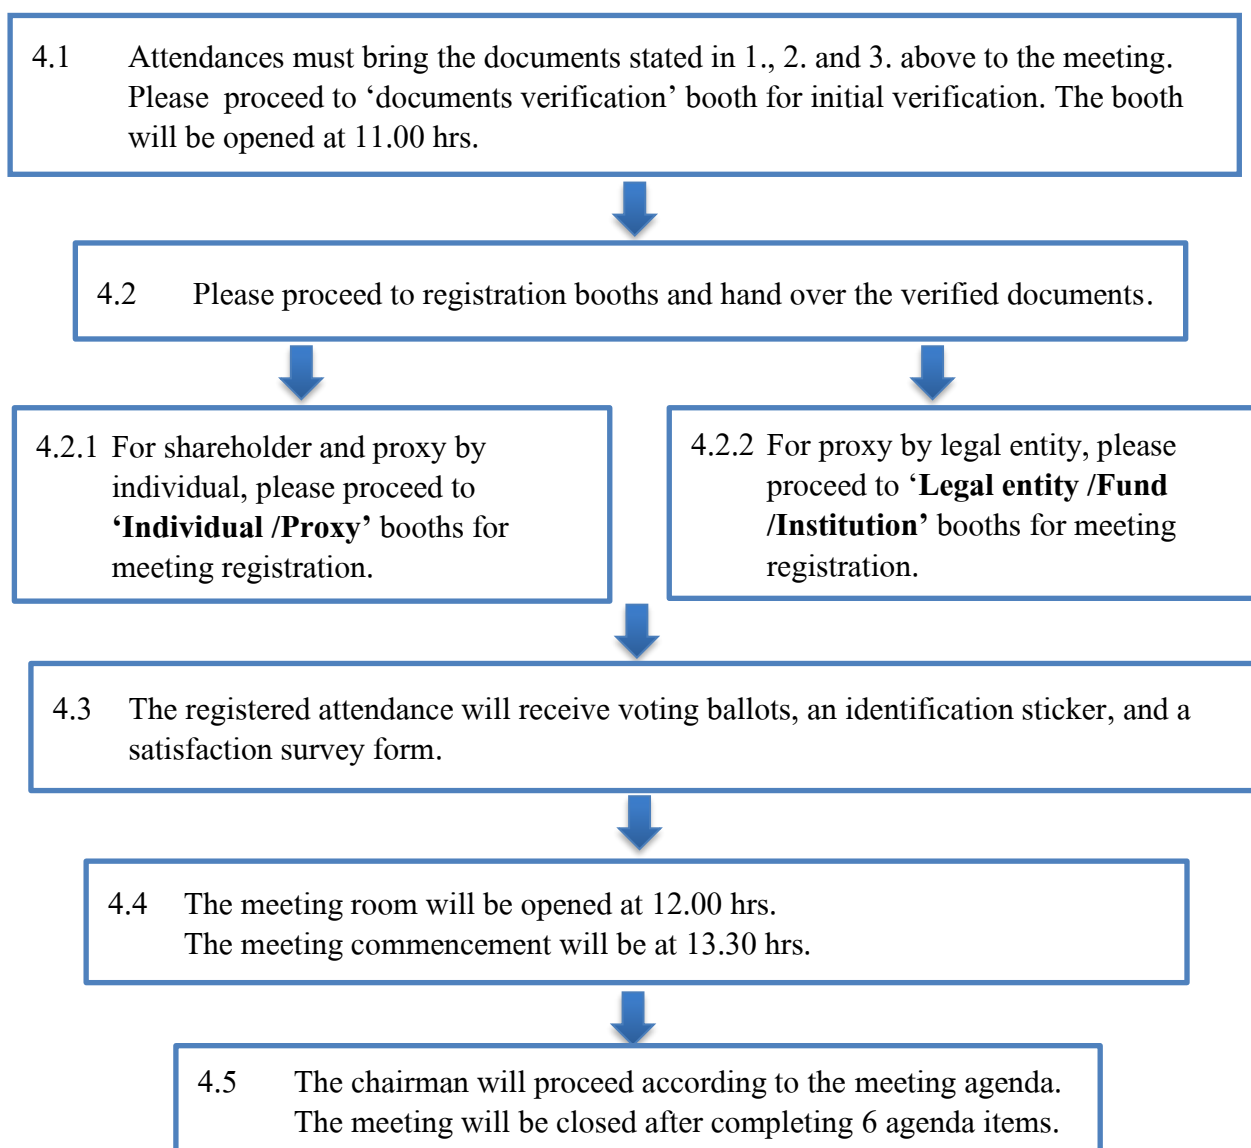 4.1 Attendances must bring the documents stated in 1., 2. and 3. above to the meeting.
Please proceed to ‘documents verification’ booth for initial verification. The booth
will be opened at 11.00 hrs.
4.2 Please proceed to registration booths and hand over the verified documents.
4.2.1 For shareholder and proxy by
individual, please proceed to
‘Individual /Proxy’ booths for
meeting registration.
4.2.2 For proxy by legal entity, please
proceed to ‘Legal entity /Fund
/Institution’ booths for meeting
registration.
4.3 The registered attendance will receive voting ballots, an identification sticker, and a
satisfaction survey form.
4.4 The meeting room will be opened at 12.00 hrs.
The meeting commencement will be at 13.30 hrs.
4.5 The chairman will proceed according to the meeting agenda.
The meeting will be closed after completing 6 agenda items.